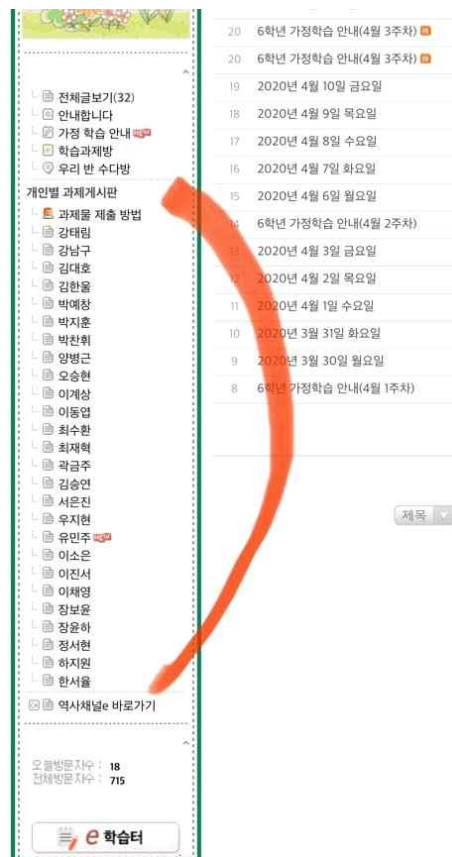 전체글보기(32)
안내합니다
가정 학습 안내 NEW
학습과제방
우리 반 수다방
개인별 과제게시판
과제물 제출 방법
강태림
강남구
김대호
김한울
박예창
박지훈
박찬휘
양병근
오승현
이계상
이동엽
최수환
최재혁
곽금주
김승연
서은진
우지현
유민주 NEW
이소은
이진서
이채영
장보윤
장윤하
정서현
하지원
한서율
역사채널e 바로가기
오늘방문자수 : 18
전체방문자수 : 715
e 학습터
20 6학년 가정학습 안내(4월 3주차)
20 6학년 가정학습 안내(4월 3주차)
19 2020년 4월 10일 금요일
18 2020년 4월 9일 목요일
17 2020년 4월 8일 수요일
16 2020년 4월 7일 화요일
15 2020년 4월 6일 월요일
14 6학년 가정학습 안내(4월 2주차)
13 2020년 4월 3일 금요일
12 2020년 4월 2일 목요일
11 2020년 4월 1일 수요일
10 2020년 3월 31일 화요일
9 2020년 3월 30일 월요일
8 6학년 가정학습 안내(4월 1주차)
제목